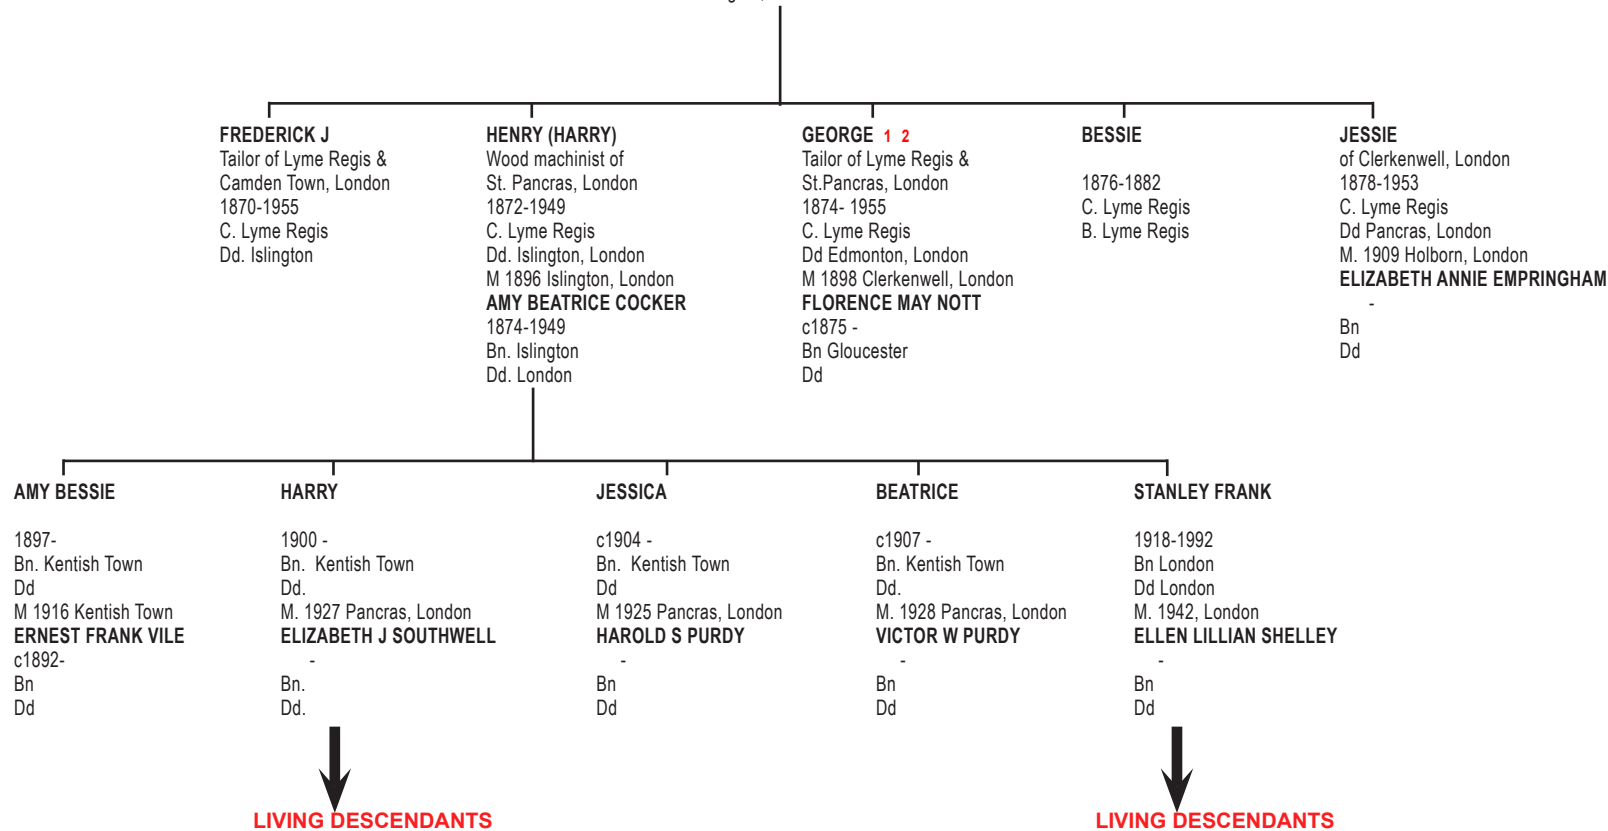 FREDERICK J
Tailor of Lyme Regis &
Camden Town, London
1870-1955
C. Lyme Regis
Dd. Islington
HENRY (HARRY)
Wood machinist of
St. Pancras, London
1872-1949
C. Lyme Regis
Dd. Islington, London
M 1896 Islington, London
AMY BEATRICE COCKER
1874-1949
Bn. Islington
Dd. London
GEORGE 1 2
Tailor of Lyme Regis &
St.Pancras, London
1874- 1955
C. Lyme Regis
Dd Edmonton, London
M 1898 Clerkenwell, London
FLORENCE MAY NOTT
c1875 -
Bn Gloucester
Dd
BESSIE
1876-1882
C. Lyme Regis
B. Lyme Regis
JESSIE
of Clerkenwell, London
1878-1953
C. Lyme Regis
Dd Pancras, London
M. 1909 Holborn, London
ELIZABETH ANNIE EMPRINGHAM
-
Bn
Dd
AMY BESSIE
1897-
Bn. Kentish Town
Dd
M 1916 Kentish Town
ERNEST FRANK VILE
c1892-
Bn
Dd
HARRY
1900 -
Bn. Kentish Town
Dd.
M. 1927 Pancras, London
ELIZABETH J SOUTHWELL
-
Bn.
Dd.
JESSICA
c1904 -
Bn. Kentish Town
Dd
M 1925 Pancras, London
HAROLD S PURDY
-
Bn
Dd
BEATRICE
c1907 -
Bn. Kentish Town
Dd.
M. 1928 Pancras, London
VICTOR W PURDY
-
Bn
Dd
STANLEY FRANK
1918-1992
Bn London
Dd London
M. 1942, London
ELLEN LILLIAN SHELLEY
-
Bn
Dd
LIVING DESCENDANTS
LIVING DESCENDANTS